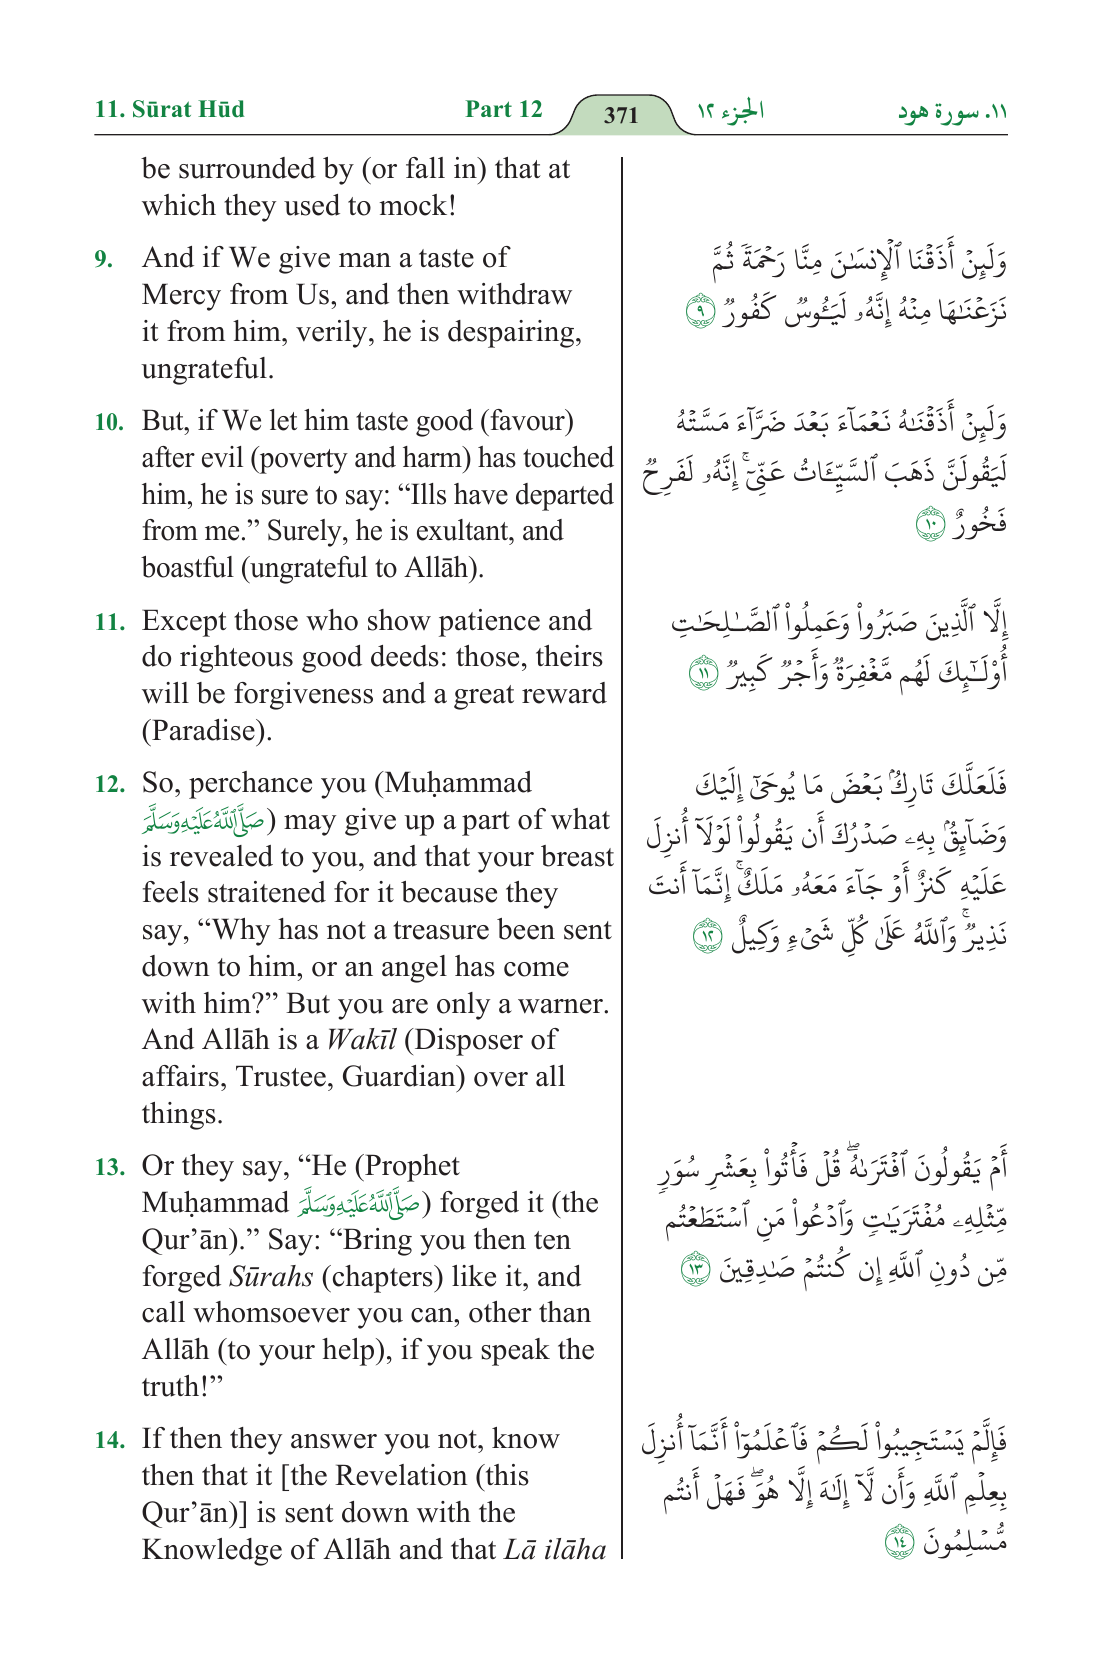 11. Sūrat Hūd
Part 12
371
الجزء ١٢
١١. سورة هود
be surrounded by (or fall in) that at
which they used to mock!
9. And if We give man a taste of
Mercy from Us, and then withdraw
it from him, verily, he is despairing,
ungrateful.
وَلَئِنْ أَذَقْنَا ٱلْإِنسَـٰنَ مِنَّا رَحْمَةً ثُمَّ
نَزَعْنَـٰهَا مِنْهُ إِنَّهُۥ لَيَـُٔوسٌ كَفُورٌ ٩
10. But, if We let him taste good (favour)
after evil (poverty and harm) has touched
him, he is sure to say: “Ills have departed
from me.” Surely, he is exultant, and
boastful (ungrateful to Allāh).
وَلَئِنْ أَذَقْنَـٰهُ نَعْمَآءَ بَعْدَ ضَرَّآءَ مَسَّتْهُ
لَيَقُولَنَّ ذَهَبَ ٱلسَّيِّـَٔاتُ عَنِّىٓ ۚ إِنَّهُۥ لَفَرِحٌ
فَخُورٌ ١٠
11. Except those who show patience and
do righteous good deeds: those, theirs
will be forgiveness and a great reward
(Paradise).
إِلَّا ٱلَّذِينَ صَبَرُوا۟ وَعَمِلُوا۟ ٱلصَّـٰلِحَـٰتِ
أُو۟لَـٰٓئِكَ لَهُم مَّغْفِرَةٌ وَأَجْرٌ كَبِيرٌ ١١
12. So, perchance you (Muḥammad
صَلَّى اللَّهُ عَلَيْهِ وَسَلَّمَ) may give up a part of what
is revealed to you, and that your breast
feels straitened for it because they
say, “Why has not a treasure been sent
down to him, or an angel has come
with him?” But you are only a warner.
And Allāh is a Wakīl (Disposer of
affairs, Trustee, Guardian) over all
things.
فَلَعَلَّكَ تَارِكٌۢ بَعْضَ مَا يُوحَىٰٓ إِلَيْكَ
وَضَآئِقٌۢ بِهِۦ صَدْرُكَ أَن يَقُولُوا۟ لَوْلَآ أُنزِلَ
عَلَيْهِ كَنزٌ أَوْ جَآءَ مَعَهُۥ مَلَكٌ ۚ إِنَّمَآ أَنتَ
نَذِيرٌ ۚ وَٱللَّهُ عَلَىٰ كُلِّ شَىْءٍ وَكِيلٌ ١٢
13. Or they say, “He (Prophet
Muḥammad صَلَّى اللَّهُ عَلَيْهِ وَسَلَّمَ) forged it (the
Qur’ān).” Say: “Bring you then ten
forged Sūrahs (chapters) like it, and
call whomsoever you can, other than
Allāh (to your help), if you speak the
truth!”
أَمْ يَقُولُونَ ٱفْتَرَىٰهُ ۖ قُلْ فَأْتُوا۟ بِعَشْرِ سُوَرٍ
مِّثْلِهِۦ مُفْتَرَيَـٰتٍ وَٱدْعُوا۟ مَنِ ٱسْتَطَعْتُم
مِّن دُونِ ٱللَّهِ إِن كُنتُمْ صَـٰدِقِينَ ١٣
14. If then they answer you not, know
then that it [the Revelation (this
Qur’ān)] is sent down with the
Knowledge of Allāh and that Lā ilāha
فَإِلَّمْ يَسْتَجِيبُوا۟ لَكُمْ فَٱعْلَمُوٓا۟ أَنَّمَآ أُنزِلَ
بِعِلْمِ ٱللَّهِ وَأَن لَّآ إِلَـٰهَ إِلَّا هُوَ ۖ فَهَلْ أَنتُم
مُّسْلِمُونَ ١٤